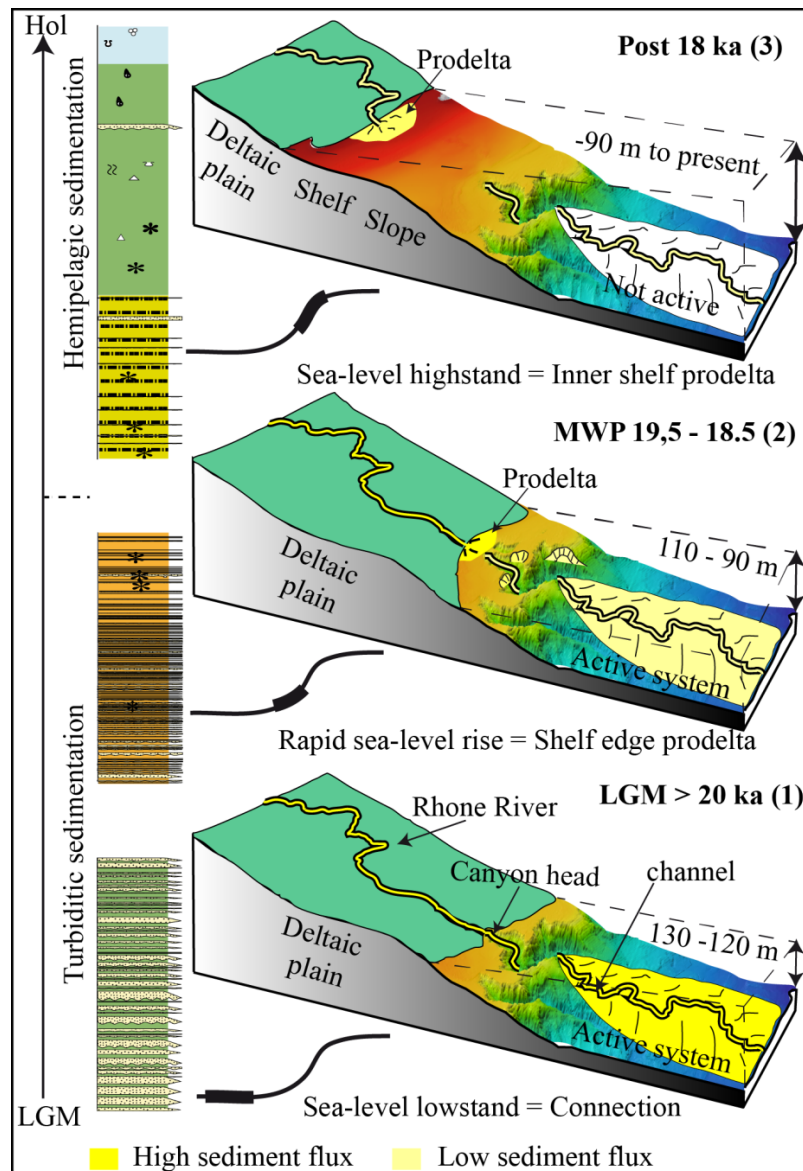 Hol
Post 18 ka (3)
Prodelta
-90 m to present
Deltaic
plain
Shelf
Slope
Not active
Hemipelagic sedimentation
Sea-level highstand = Inner shelf prodelta
MWP 19,5 - 18.5 (2)
Prodelta
110 - 90 m
Deltaic
plain
Active system
Rapid sea-level rise = Shelf edge prodelta
Turbiditic sedimentation
LGM > 20 ka (1)
Rhone River
Canyon head
channel
130 -120 m
Deltaic
plain
Active system
Sea-level lowstand = Connection
LGM
High sediment flux
Low sediment flux